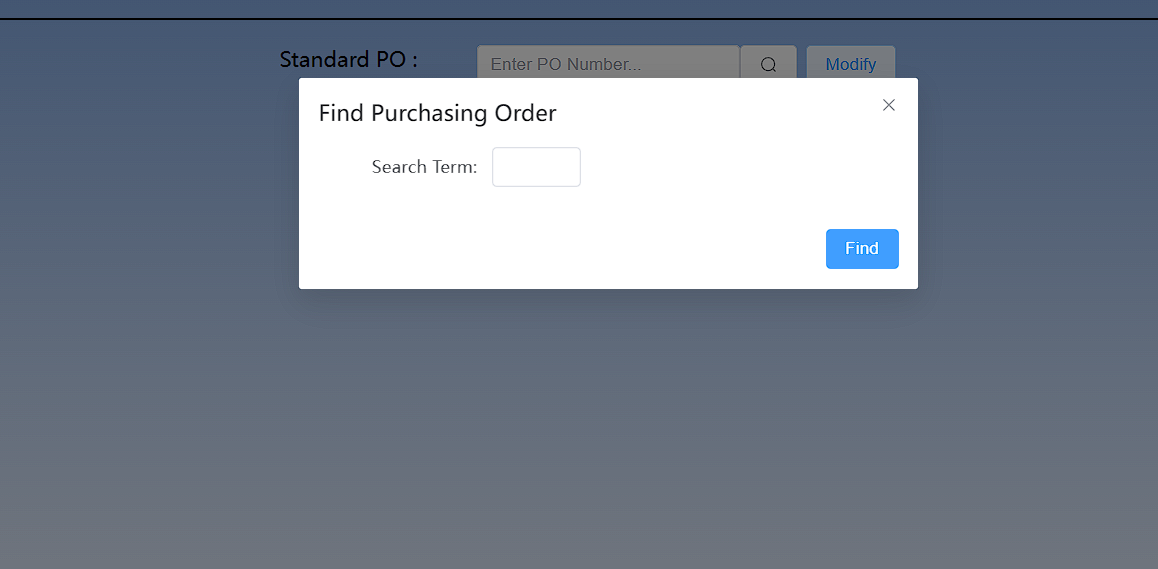 Standard PO :
Enter PO Number...
Modify
Find Purchasing Order
Search Term:
Find